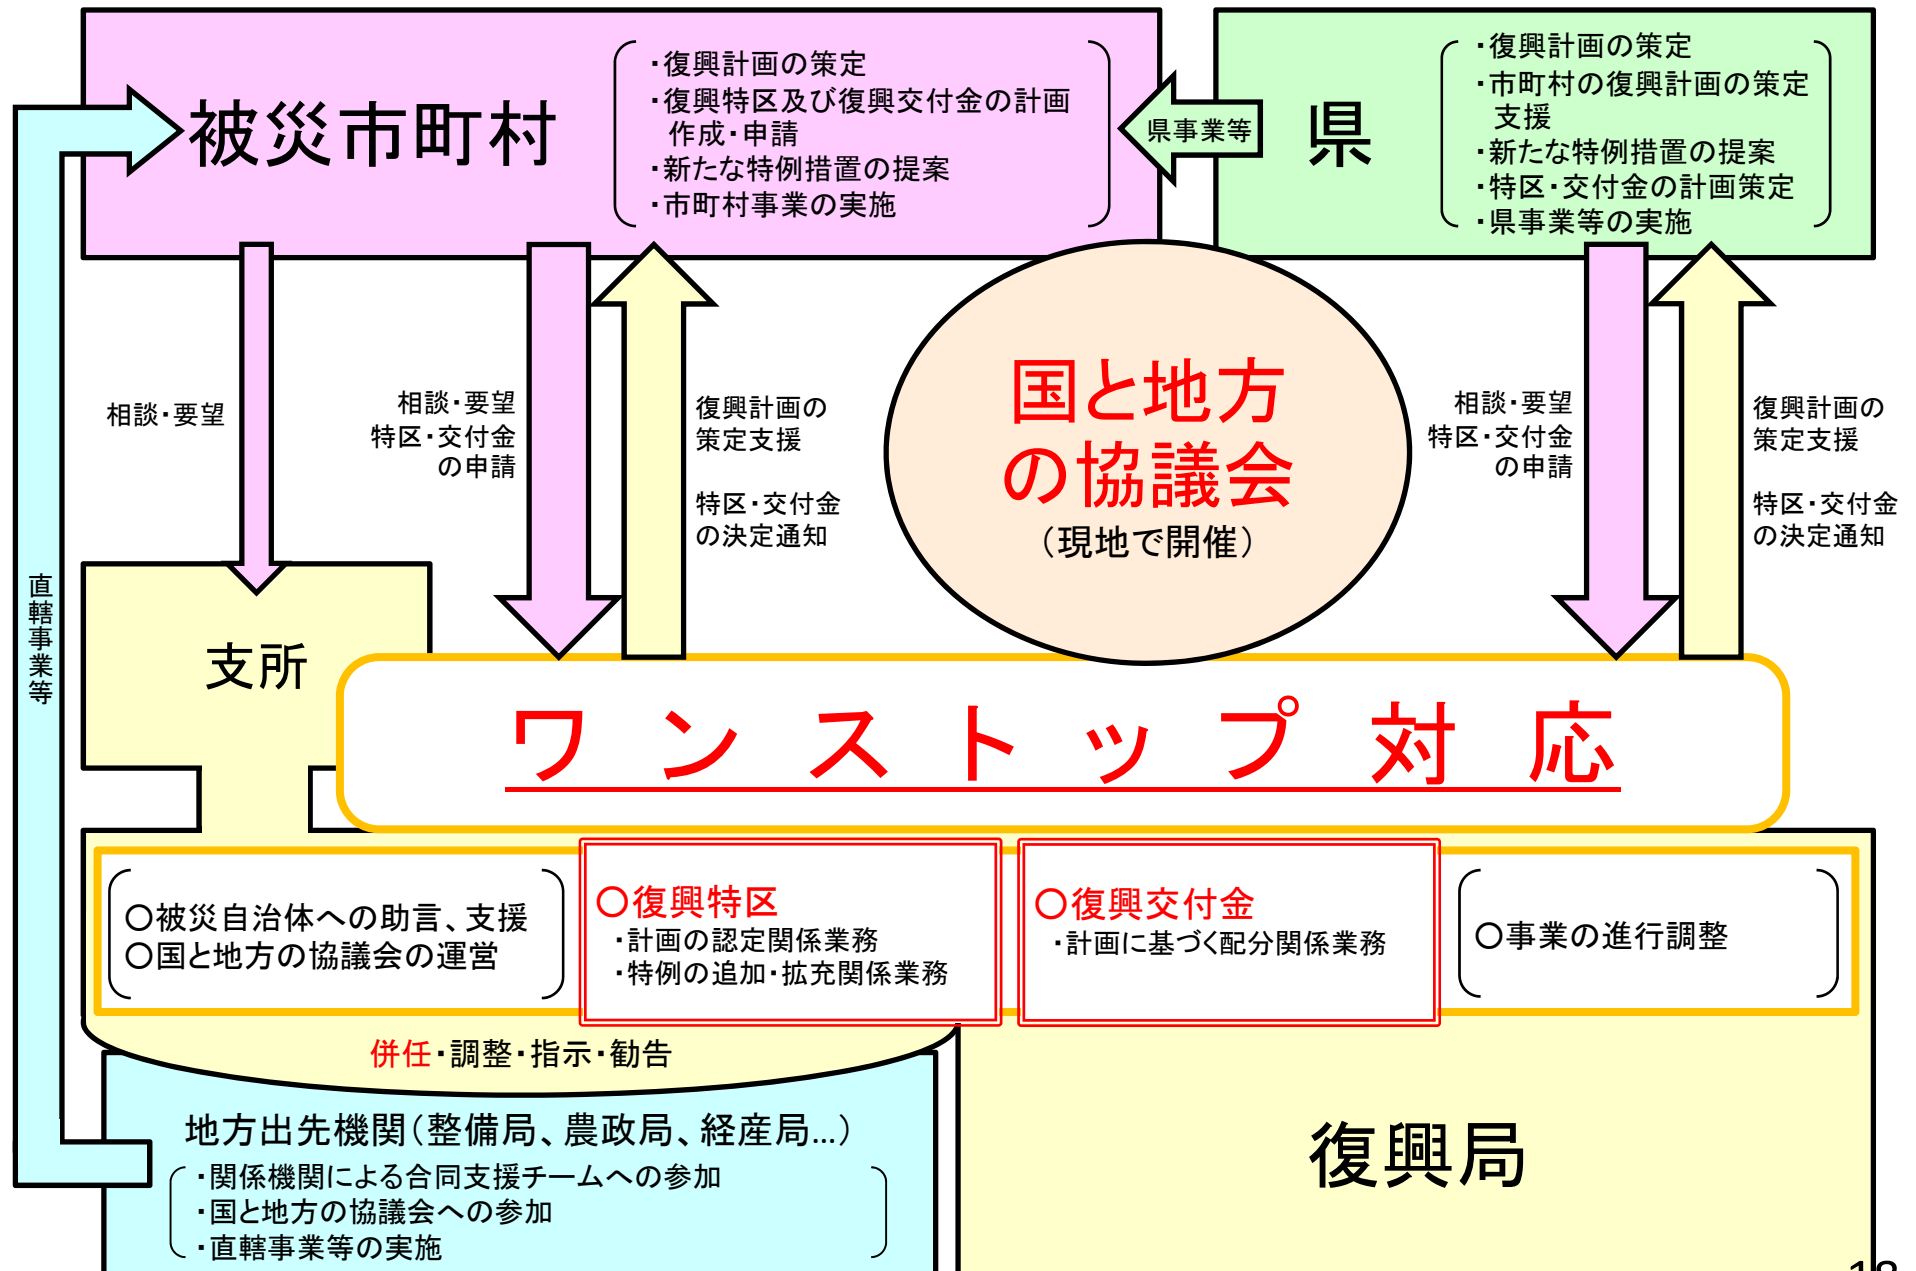 被災市町村
・復興計画の策定
・復興特区及び復興交付金の計画
作成・申請
・新たな特例措置の提案
・市町村事業の実施
県事業等
県
・復興計画の策定
・市町村の復興計画の策定
支援
・新たな特例措置の提案
・特区・交付金の計画策定
・県事業等の実施
相談・要望
相談・要望
特区・交付金
の申請
復興計画の
策定支援
特区・交付金
の決定通知
国と地方
の協議会
（現地で開催）
相談・要望
特区・交付金
の申請
復興計画の
策定支援
特区・交付金
の決定通知
直轄事業等
支所
ワンストップ対応
〇被災自治体への助言、支援
〇国と地方の協議会の運営
〇復興特区
・計画の認定関係業務
・特例の追加・拡充関係業務
〇復興交付金
・計画に基づく配分関係業務
〇事業の進行調整
併任・調整・指示・勧告
地方出先機関（整備局、農政局、経産局…）
・関係機関による合同支援チームへの参加
・国と地方の協議会への参加
・直轄事業等の実施
復興局